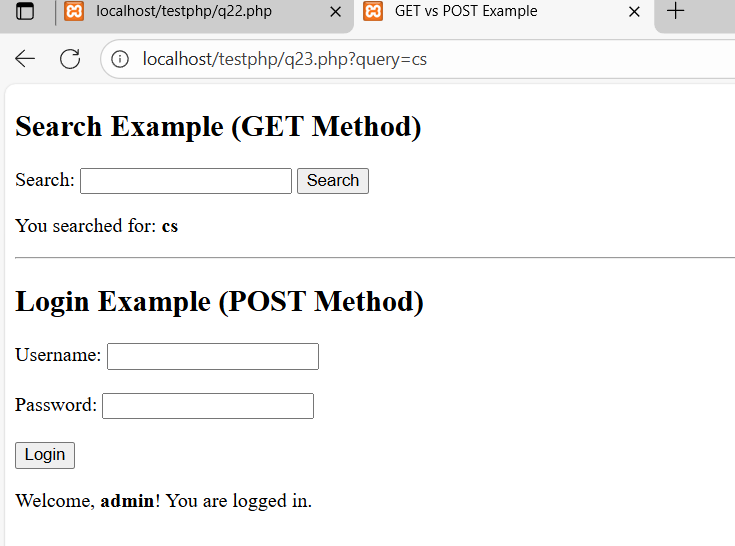 localhost/testphp/q22.php
GET vs POST Example
localhost/testphp/q23.php?query=cs
Search Example (GET Method)
Search: Search
You searched for: cs
Login Example (POST Method)
Username:
Password:
Login
Welcome, admin! You are logged in.